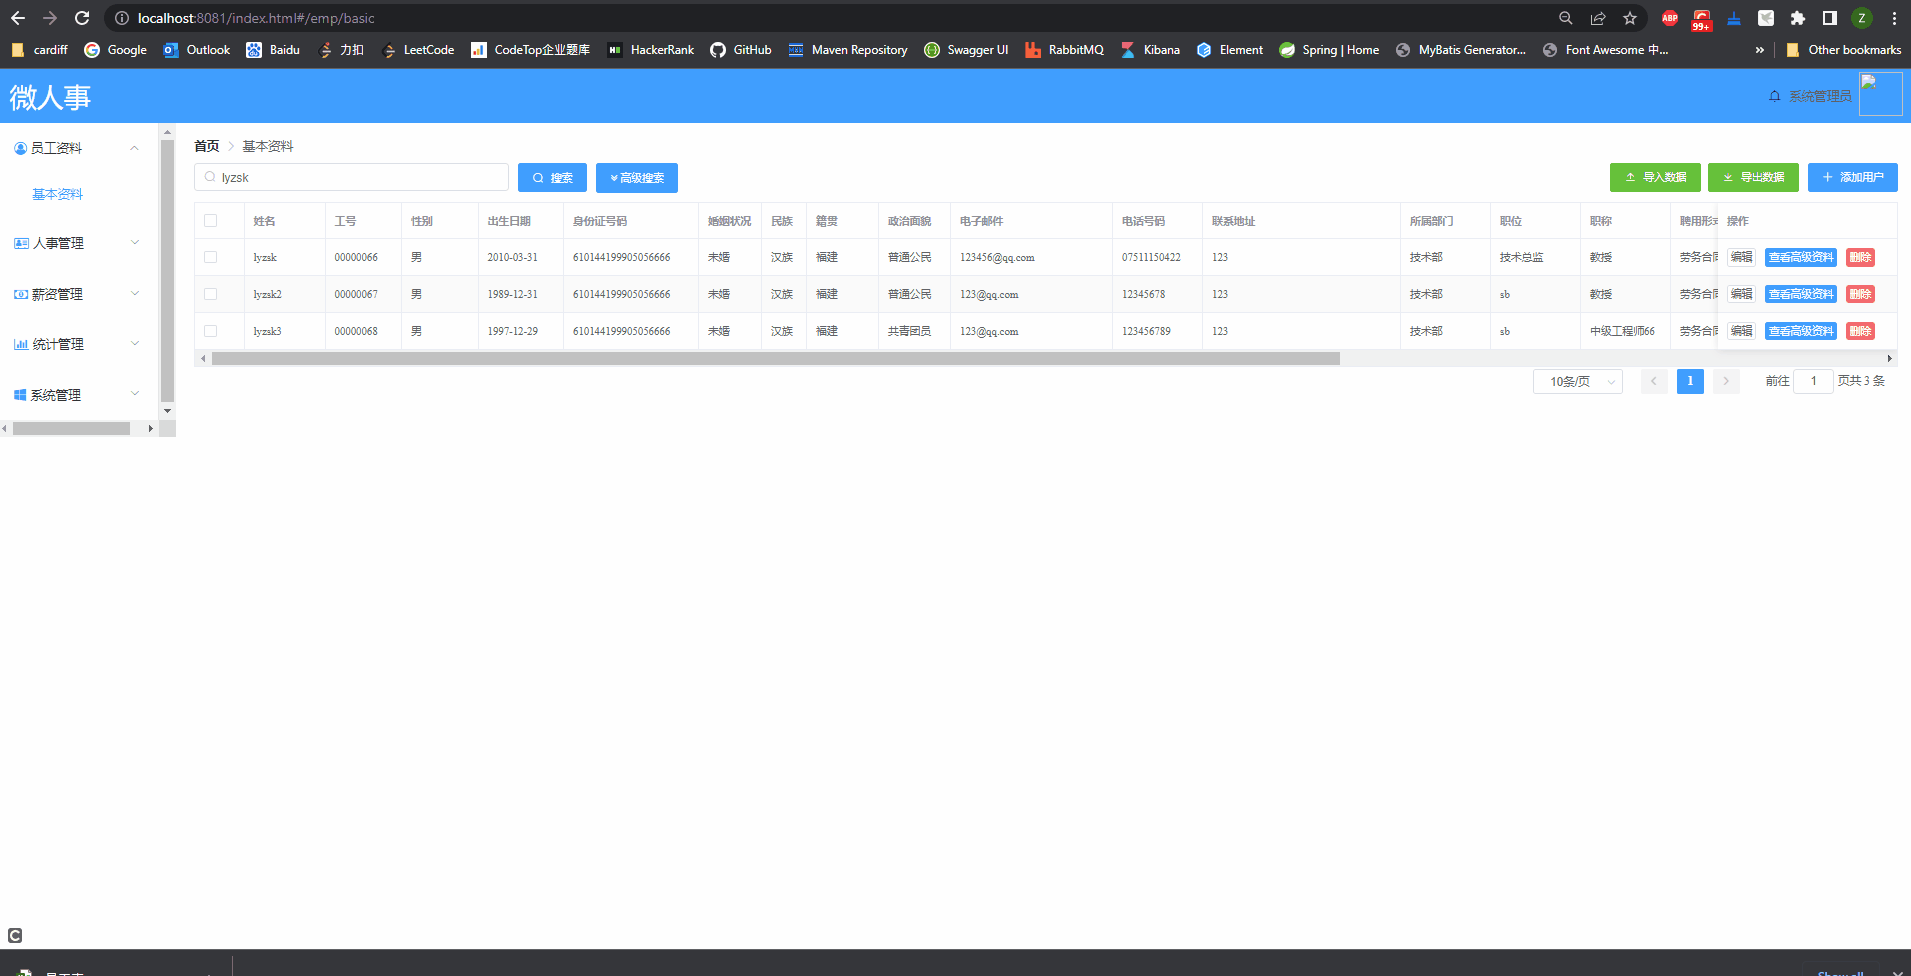 localhost:8081/index.html#/emp/basic
ABP
99+
Z
cardiff Google Outlook Baidu 力扣 LeetCode CodeTop企业题库 HackerRank GitHub Maven Repository Swagger UI RabbitMQ Kibana Element Spring | Home MyBatis Generator... Font Awesome 中... » Other bookmarks
微人事 系统管理员
员工资料
基本资料
人事管理
薪资管理
统计管理
系统管理
首页 基本资料
lyzsk 搜索 高级搜索 导入数据 导出数据 添加用户
姓名 工号 性别 出生日期 身份证号码 婚姻状况 民族 籍贯 政治面貌 电子邮件 电话号码 联系地址 所属部门 职位 职称 聘用形式 操作
lyzsk 00000066 男 2010-03-31 610144199905056666 未婚 汉族 福建 普通公民 123456@qq.com 07511150422 123 技术部 技术总监 教授 劳务合同 编辑 查看高级资料 删除
lyzsk2 00000067 男 1989-12-31 610144199905056666 未婚 汉族 福建 普通公民 123@qq.com 12345678 123 技术部 sb 教授 劳务合同 编辑 查看高级资料 删除
lyzsk3 00000068 男 1997-12-29 610144199905056666 未婚 汉族 福建 共青团员 123@qq.com 123456789 123 技术部 sb 中级工程师66 劳务合同 编辑 查看高级资料 删除
10条/页 1 前往 1 页共 3 条
Show all